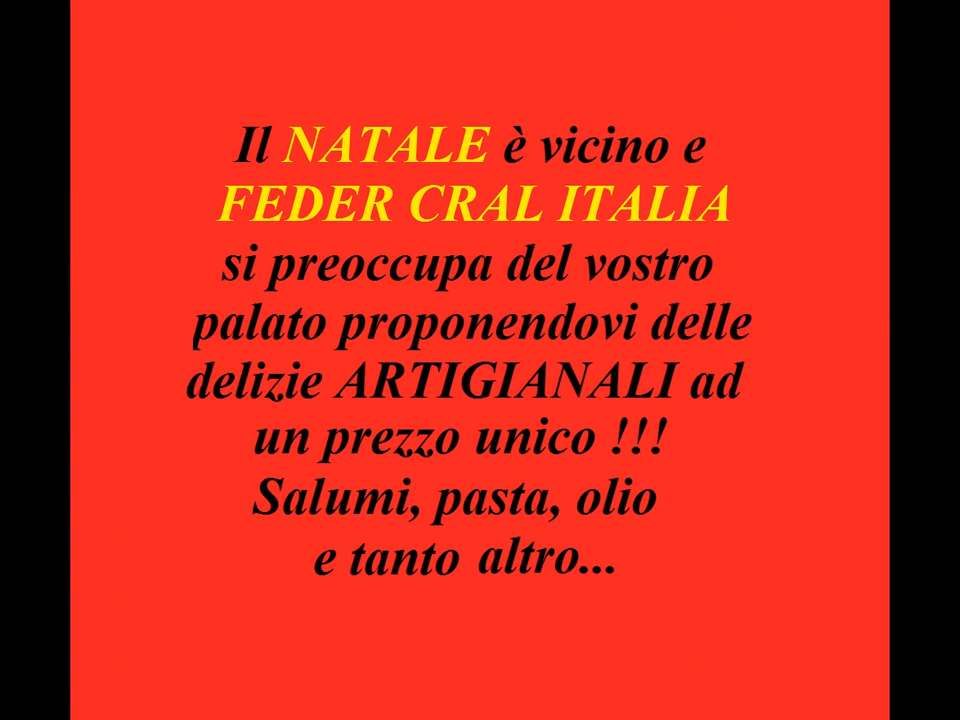 Il NATALE è vicino e
FEDER CRAL ITALIA
si preoccupa del vostro
palato proponendovi delle
delizie ARTIGIANALI ad
un prezzo unico !!!
Salumi, pasta, olio
e tanto altro...